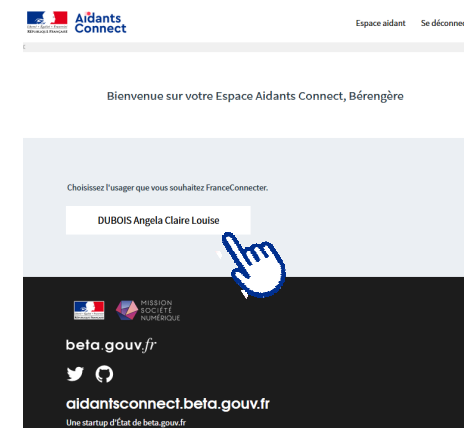 Aidants
Connect
Espace aidant Se déconnec
Bienvenue sur votre Espace Aidants Connect, Bérengère
Choisissez l'usager que vous souhaitez FranceConnecter.
DUBOIS Angela Claire Louise
MISSION
SOCIÉTÉ
NUMÉRIQUE
beta.gouv.fr
aidantsconnect.beta.gouv.fr
Une startup d'État de beta.gouv.fr